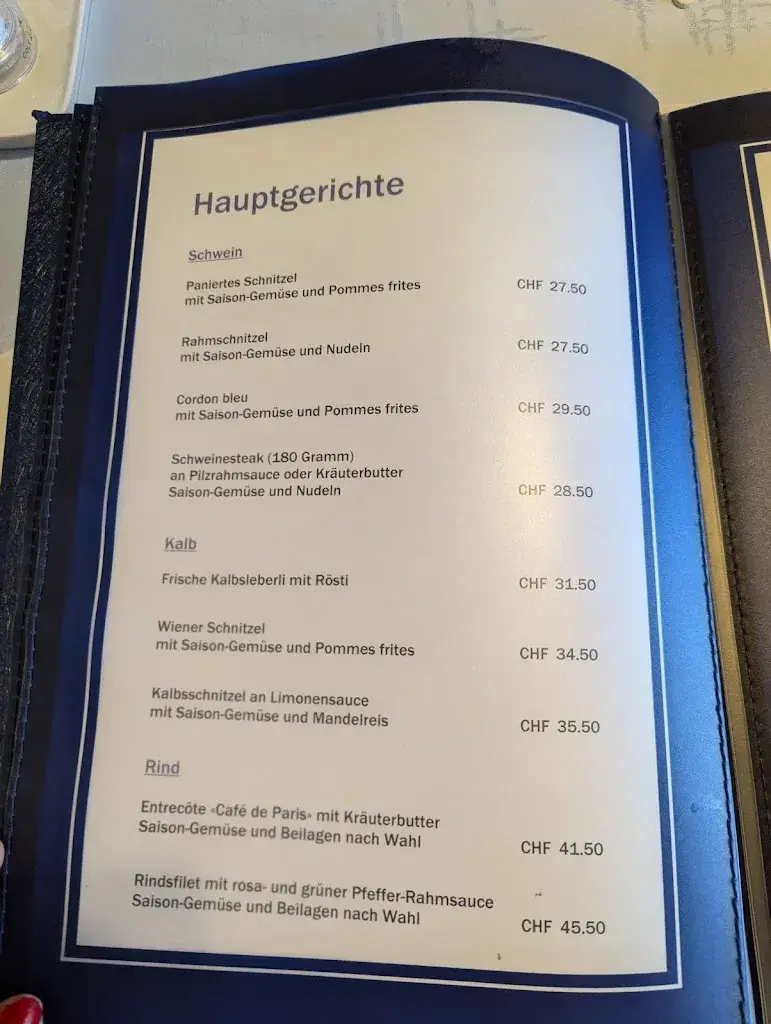 Hauptgerichte
Schwein
Paniertes Schnitzel
mit Saison-Gemüse und Pommes frites CHF 27.50
Rahmschnitzel
mit Saison-Gemüse und Nudeln CHF 27.50
Cordon bleu
mit Saison-Gemüse und Pommes frites CHF 29.50
Schweinesteak (180 Gramm)
an Pilzrahmsauce oder Kräuterbutter
Saison-Gemüse und Nudeln CHF 28.50
Kalb
Frische Kalbsleberli mit Rösti CHF 31.50
Wiener Schnitzel
mit Saison-Gemüse und Pommes frites CHF 34.50
Kalbsschnitzel an Limonensauce
mit Saison-Gemüse und Mandelreis CHF 35.50
Rind
Entrecôte «Café de Paris» mit Kräuterbutter
Saison-Gemüse und Beilagen nach Wahl CHF 41.50
Rindsfilet mit rosa- und grüner Pfeffer-Rahmsauce
Saison-Gemüse und Beilagen nach Wahl CHF 45.50